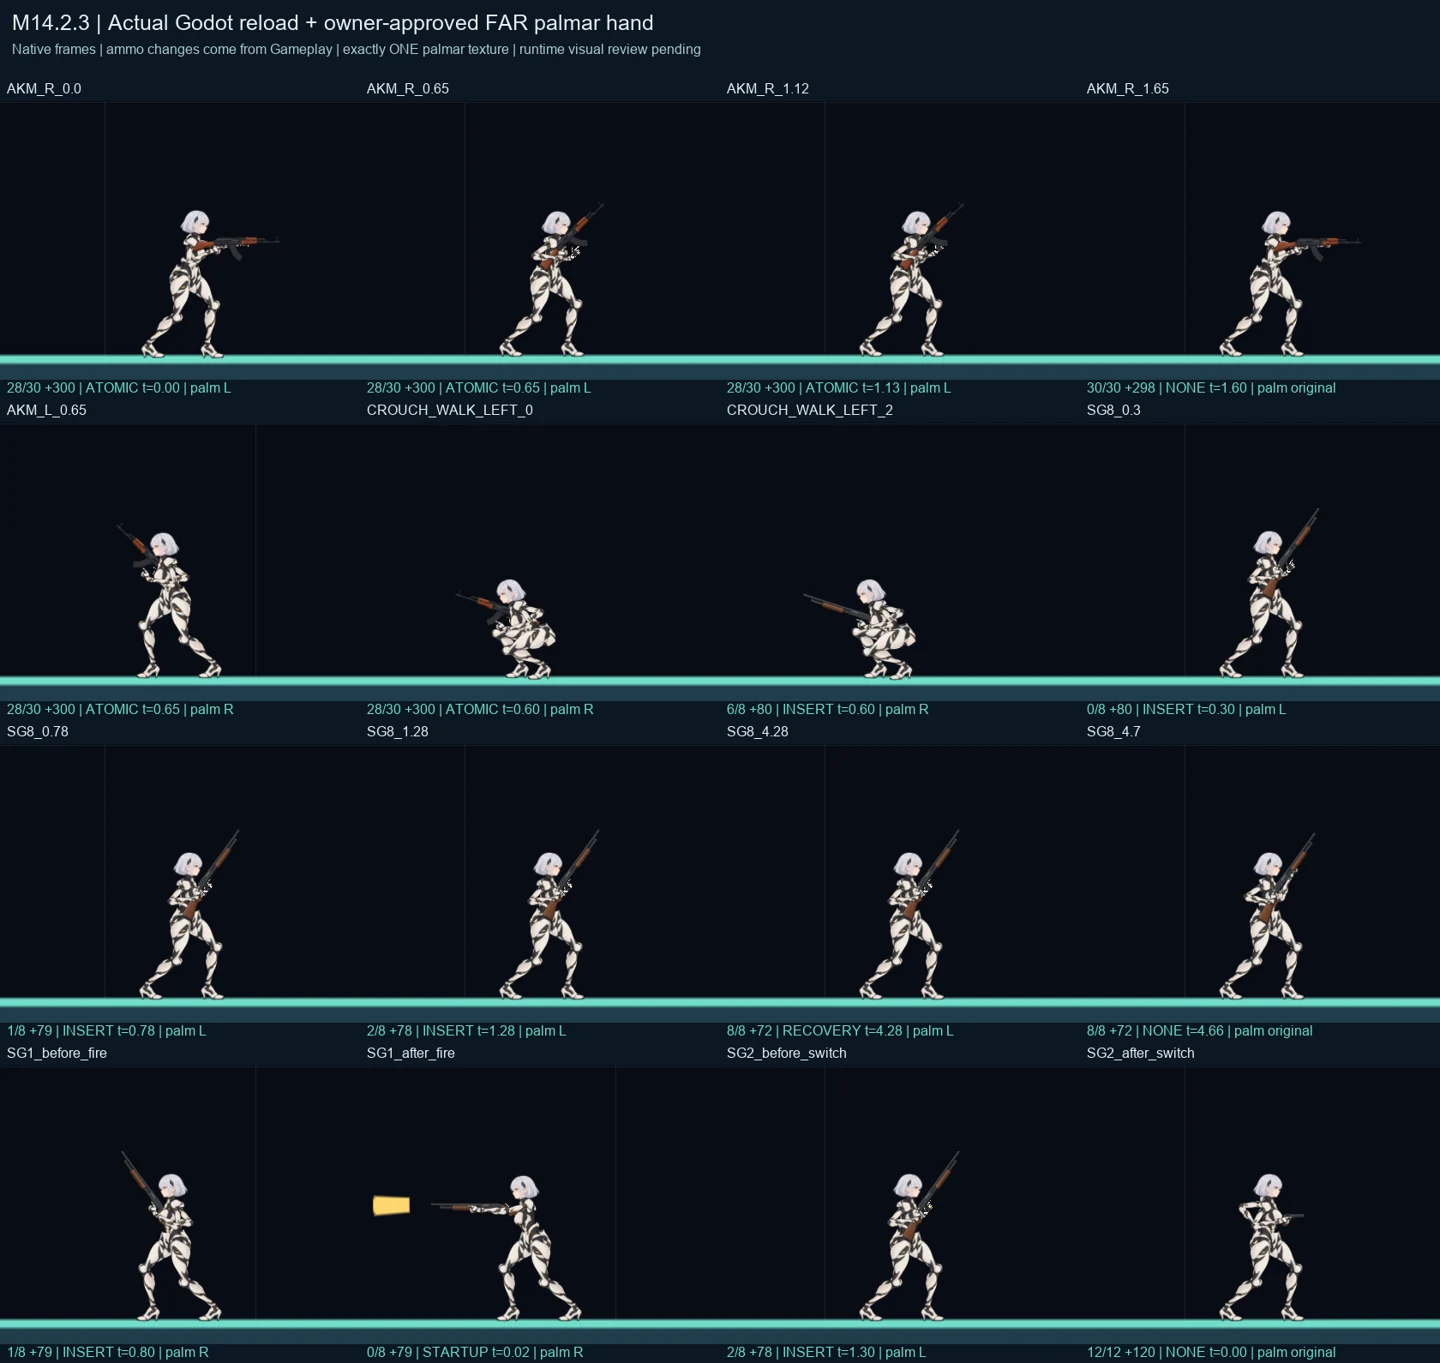 M14.2.3 | Actual Godot reload + owner-approved FAR palmar hand
Native frames | ammo changes come from Gameplay | exactly ONE palmar texture | runtime visual review pending
AKM_R_0.0
AKM_R_0.65
AKM_R_1.12
AKM_R_1.65
28/30 +300 | ATOMIC t=0.00 | palm L
28/30 +300 | ATOMIC t=0.65 | palm L
28/30 +300 | ATOMIC t=1.13 | palm L
30/30 +298 | NONE t=1.60 | palm original
AKM_L_0.65
CROUCH_WALK_LEFT_0
CROUCH_WALK_LEFT_2
SG8_0.3
28/30 +300 | ATOMIC t=0.65 | palm R
28/30 +300 | ATOMIC t=0.60 | palm R
6/8 +80 | INSERT t=0.60 | palm R
0/8 +80 | INSERT t=0.30 | palm L
SG8_0.78
SG8_1.28
SG8_4.28
SG8_4.7
1/8 +79 | INSERT t=0.78 | palm L
2/8 +78 | INSERT t=1.28 | palm L
8/8 +72 | RECOVERY t=4.28 | palm L
8/8 +72 | NONE t=4.66 | palm original
SG1_before_fire
SG1_after_fire
SG2_before_switch
SG2_after_switch
1/8 +79 | INSERT t=0.80 | palm R
0/8 +79 | STARTUP t=0.02 | palm R
2/8 +78 | INSERT t=1.30 | palm L
12/12 +120 | NONE t=0.00 | palm original